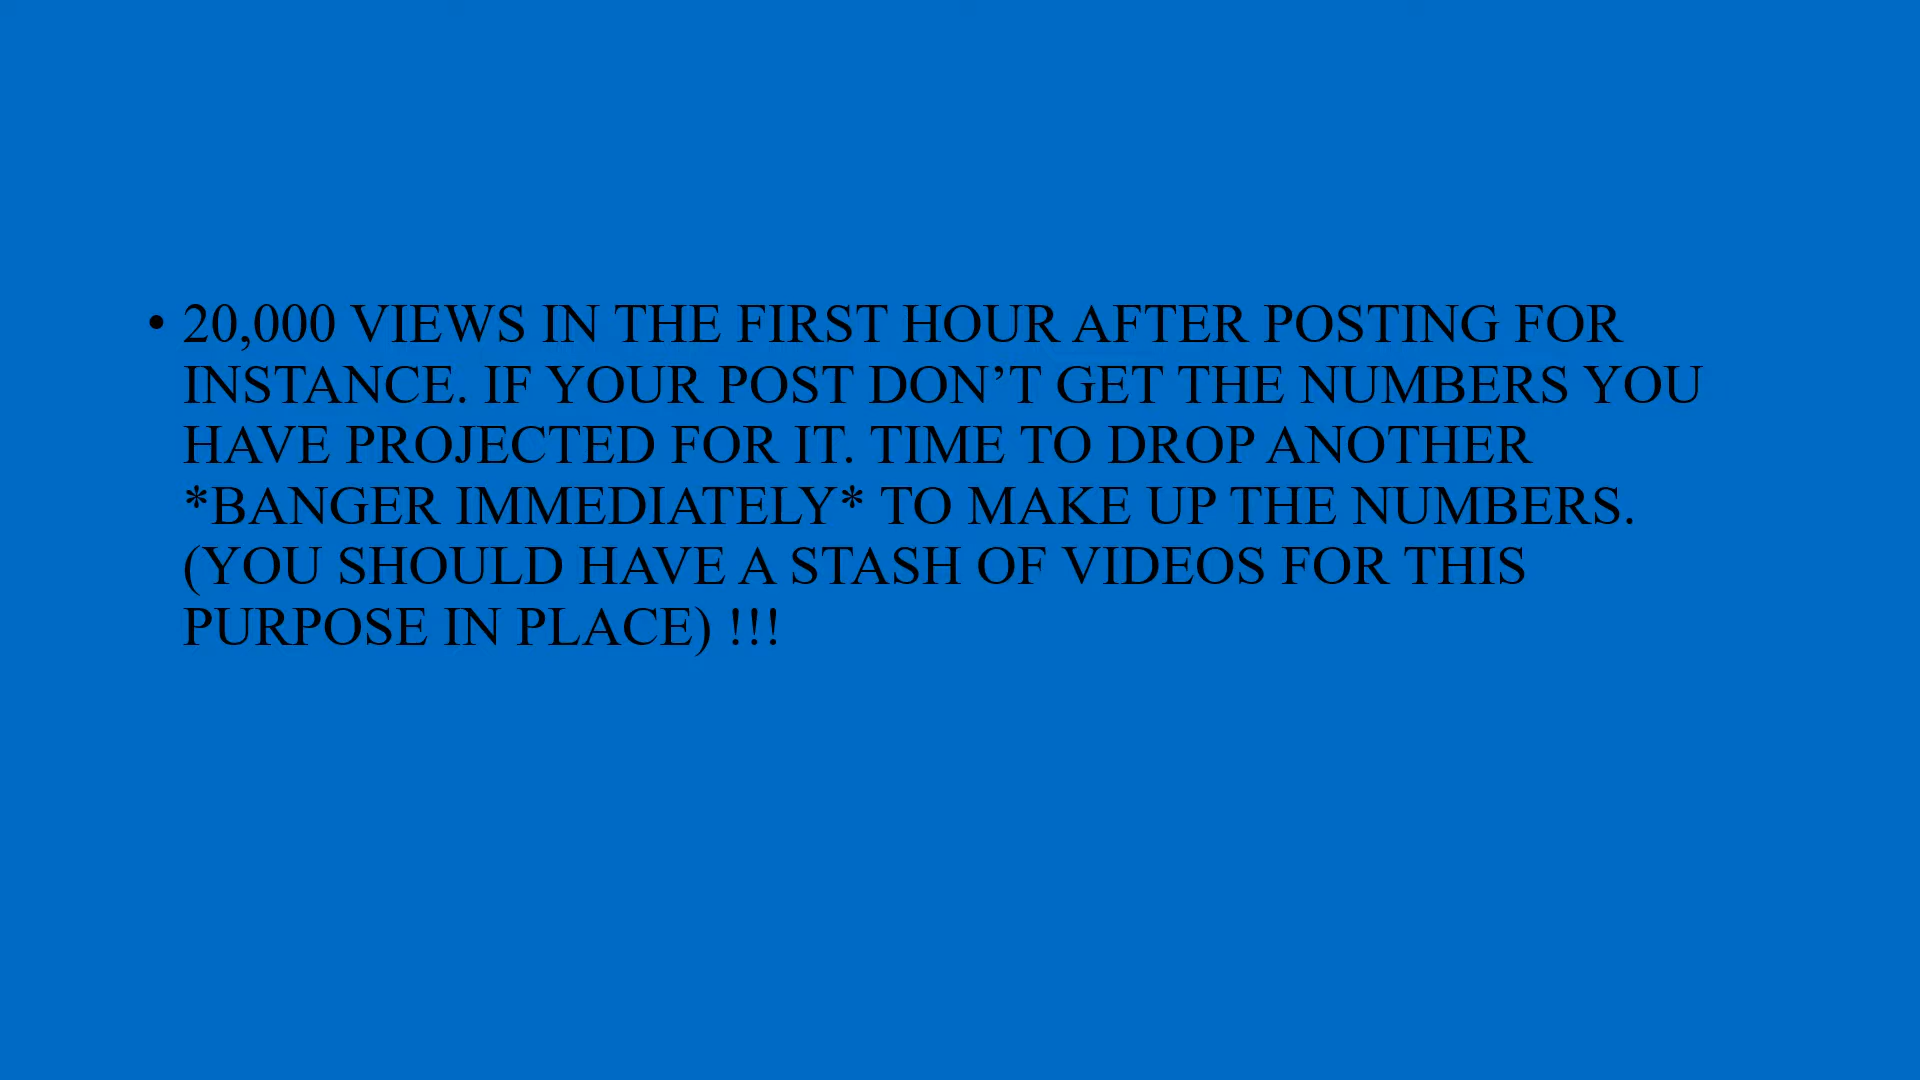 • 20,000 VIEWS IN THE FIRST HOUR AFTER POSTING FOR
INSTANCE. IF YOUR POST DON’T GET THE NUMBERS YOU
HAVE PROJECTED FOR IT. TIME TO DROP ANOTHER
*BANGER IMMEDIATELY* TO MAKE UP THE NUMBERS.
(YOU SHOULD HAVE A STASH OF VIDEOS FOR THIS
PURPOSE IN PLACE) !!!